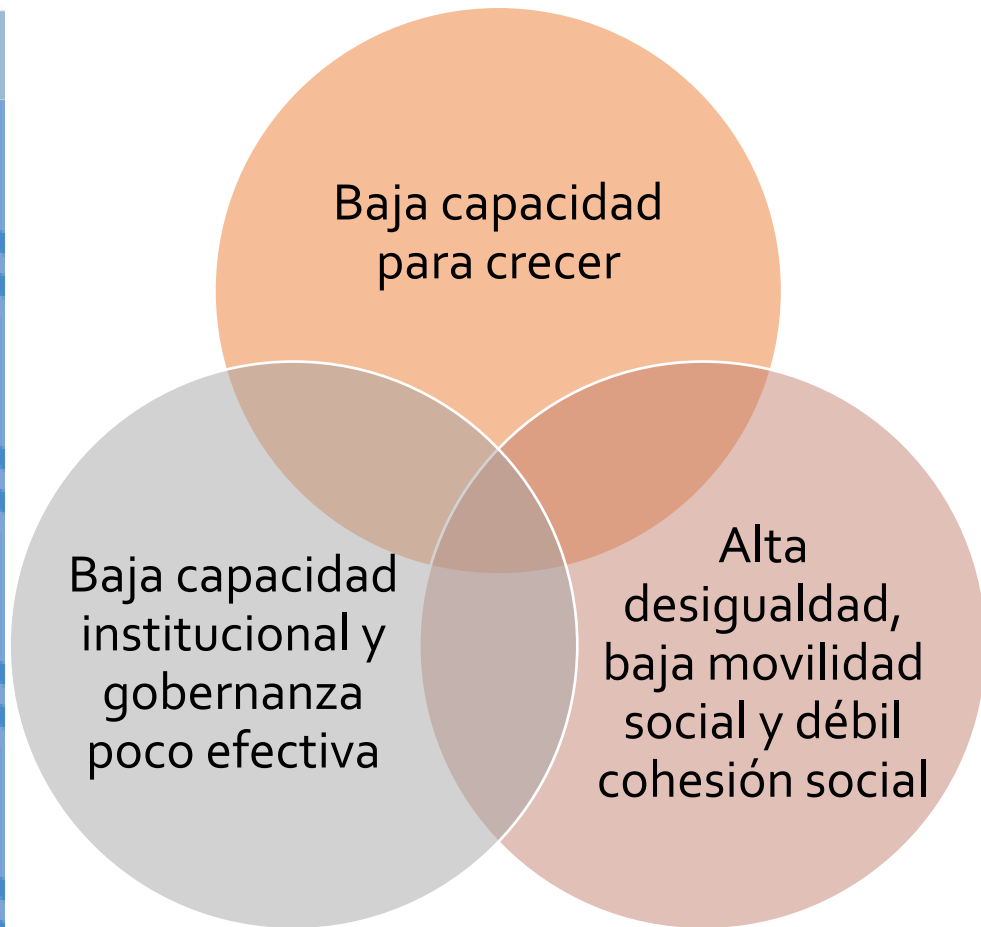 Baja capacidad
para crecer
Baja capacidad
institucional y
gobernanza
poco efectiva
Alta
desigualdad,
baja movilidad
social y débil
cohesión social